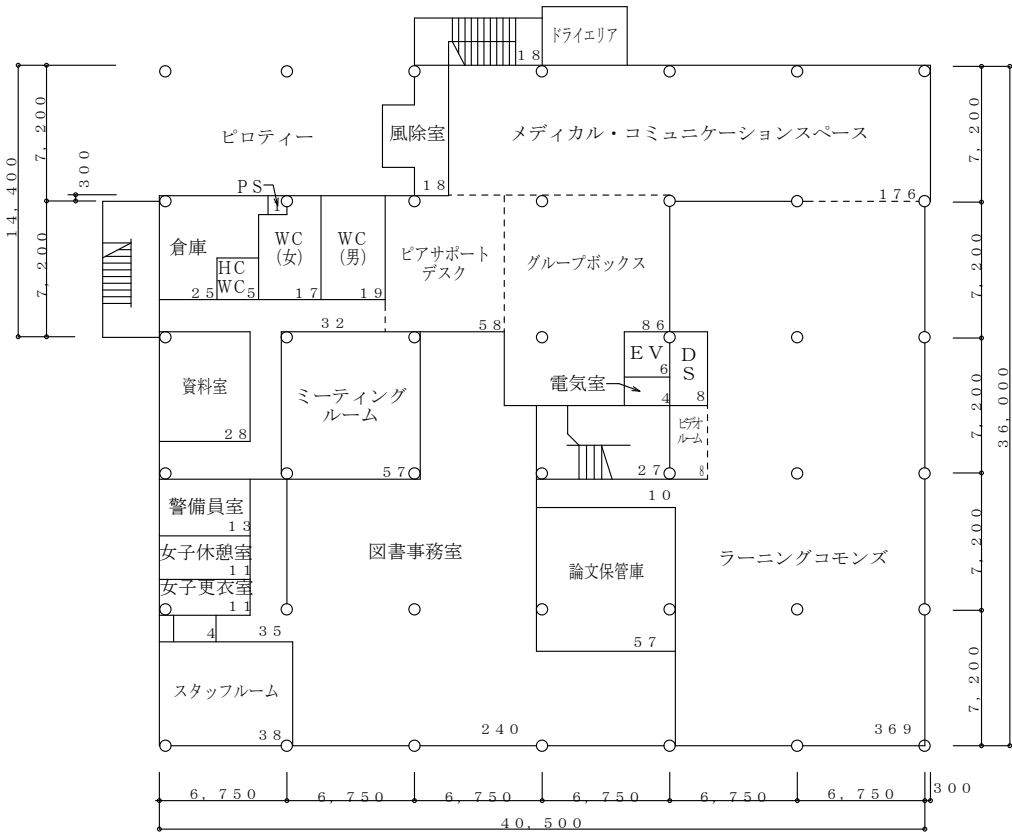 ドライエリア
18
ピロティー
風除室
18
メディカル・コミュニケーションスペース
176
PS
1
倉庫
25
HC
WC
5
WC
(女)
17
WC
(男)
19
ピアサポート
デスク
58
グループボックス
86
32
資料室
28
ミーティング
ルーム
57
EV
6
電気室
4
DS
8
ビデオ
ルーム
8
27
10
警備員室
13
女子休憩室
11
女子更衣室
11
4
35
図書事務室
240
論文保管庫
57
ラーニングコモンズ
369
スタッフルーム
38
14,400
7,200
300
7,200
7,200
7,200
7,200
7,200
7,200
36,000
6,750
6,750
6,750
6,750
6,750
6,750
300
40,500